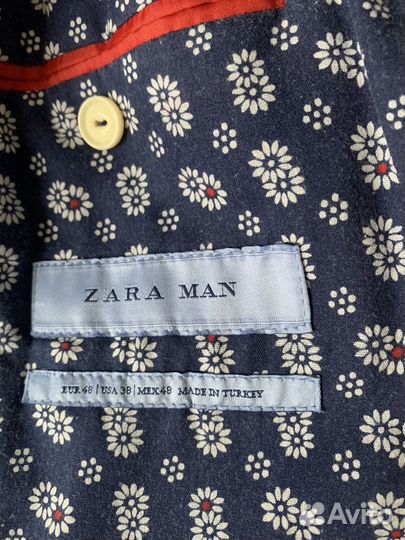 ZARA MAN
EUR 48 | USA 38 | MEX 48 MADE IN TURKEY
Avito